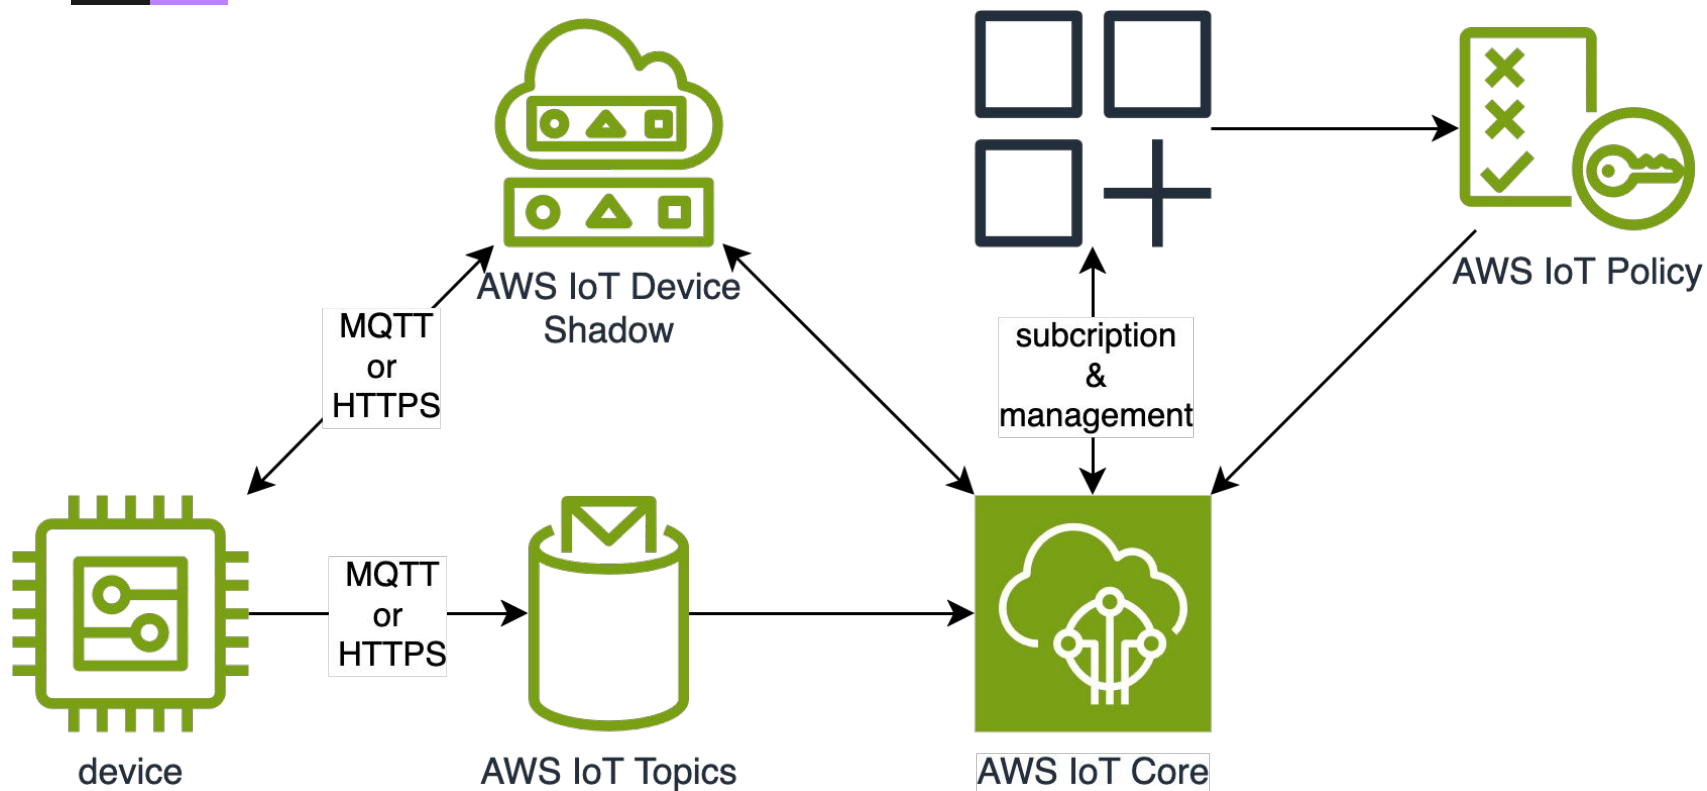 AWS IoT Device
Shadow
AWS IoT Policy
MQTT
or
HTTPS
subcription
&
management
MQTT
or
HTTPS
device
AWS IoT Topics
AWS IoT Core